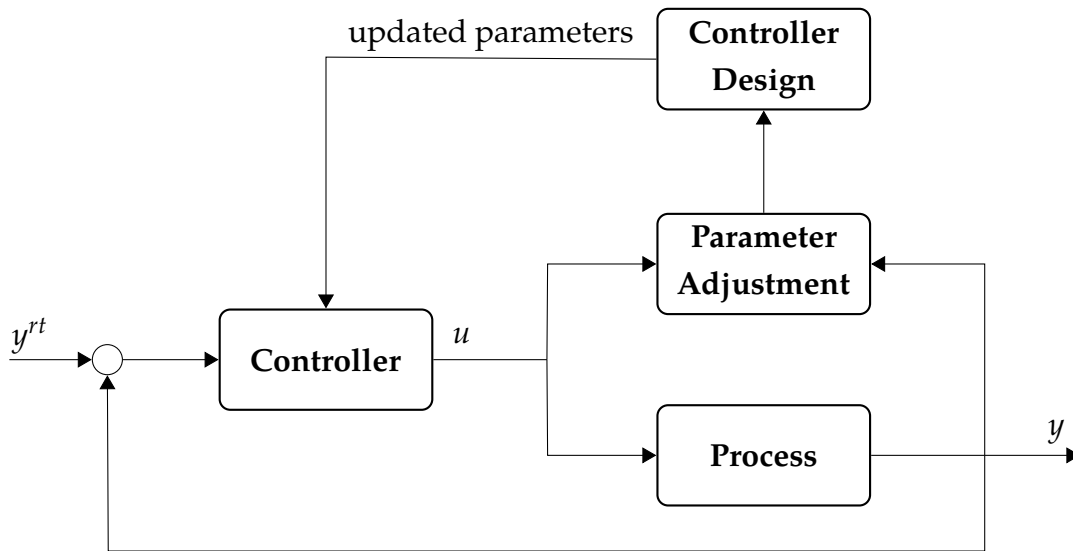 updated parameters
Controller
Design
Parameter
Adjustment
y^{rt}
Controller
u
Process
y